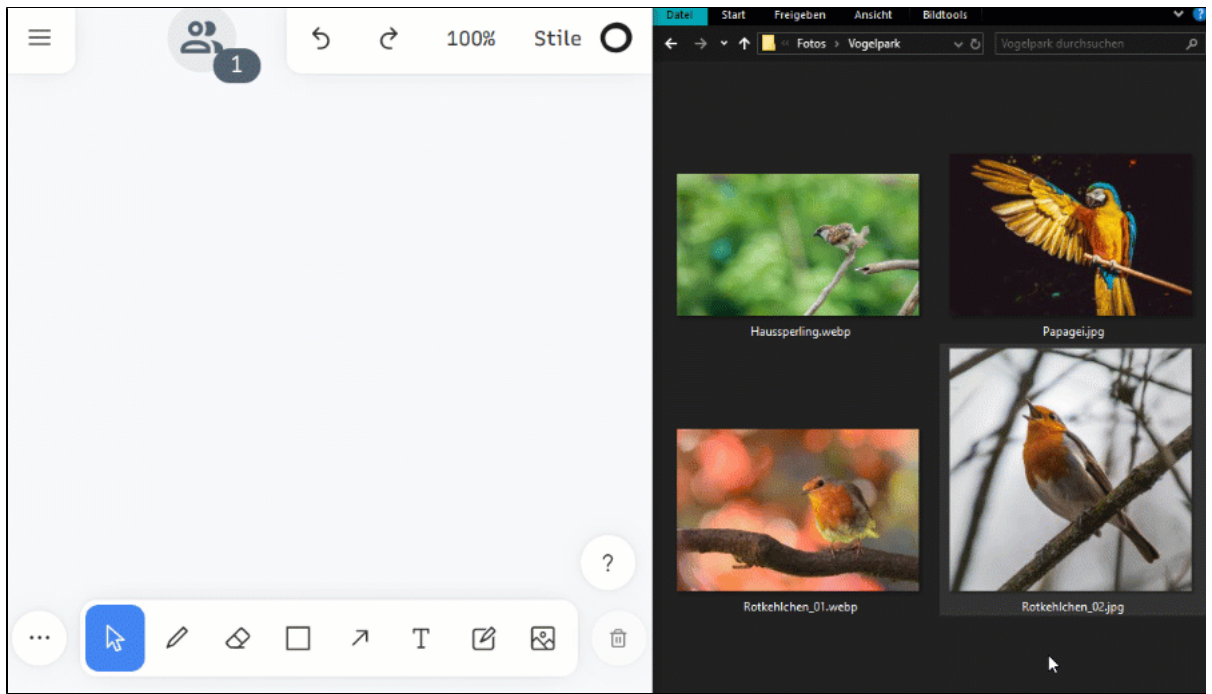 1
100%
Stile
?
T
Datei Start Freigeben Ansicht Bildtools
?
« Fotos › Vogelpark
Vogelpark durchsuchen
Haussperling.webp
Papagei.jpg
Rotkehlchen_01.webp
Rotkehlchen_02.jpg